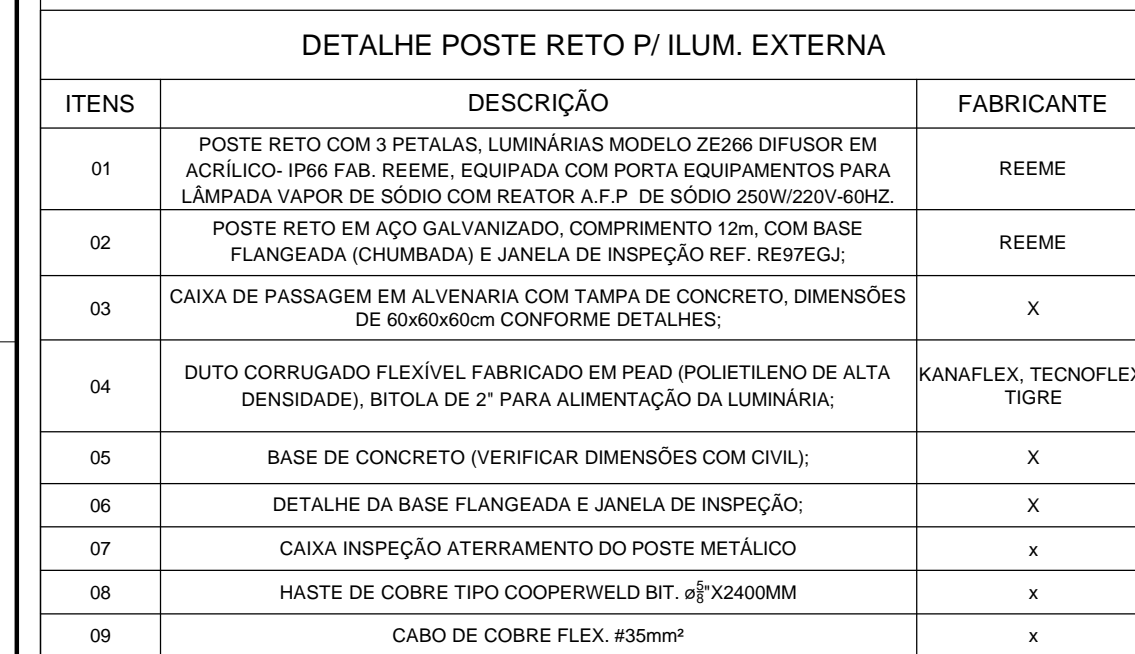 DETALHE POSTE RETO P/ ILUM. EXTERNA
ITENS DESCRIÇÃO FABRICANTE
POSTE RETO COM 3 PETALAS, LUMINÁRIAS MODELO ZE266 DIFUSOR EM
01 ACRÍLICO- IP66 FAB. REEME, EQUIPADA COM PORTA EQUIPAMENTOS PARA REEME
LÂMPADA VAPOR DE SÓDIO COM REATOR A.F.P DE SÓDIO 250W/220V-60HZ.
02 POSTE RETO EM AÇO GALVANIZADO, COMPRIMENTO 12m, COM BASE REEME
FLANGEADA (CHUMBADA) E JANELA DE INSPEÇÃO REF. RE97EGJ;
03 CAIXA DE PASSAGEM EM ALVENARIA COM TAMPA DE CONCRETO, DIMENSÕES X
DE 60x60x60cm CONFORME DETALHES;
04 DUTO CORRUGADO FLEXÍVEL FABRICADO EM PEAD (POLIETILENO DE ALTA KANAFLEX, TECNOFLEX
DENSIDADE), BITOLA DE 2" PARA ALIMENTAÇÃO DA LUMINÁRIA; TIGRE
05 BASE DE CONCRETO (VERIFICAR DIMENSÕES COM CIVIL); X
06 DETALHE DA BASE FLANGEADA E JANELA DE INSPEÇÃO; X
07 CAIXA INSPEÇÃO ATERRAMENTO DO POSTE METÁLICO x
08 HASTE DE COBRE TIPO COOPERWELD BIT. ø5/8"X2400MM x
09 CABO DE COBRE FLEX. #35mm² x